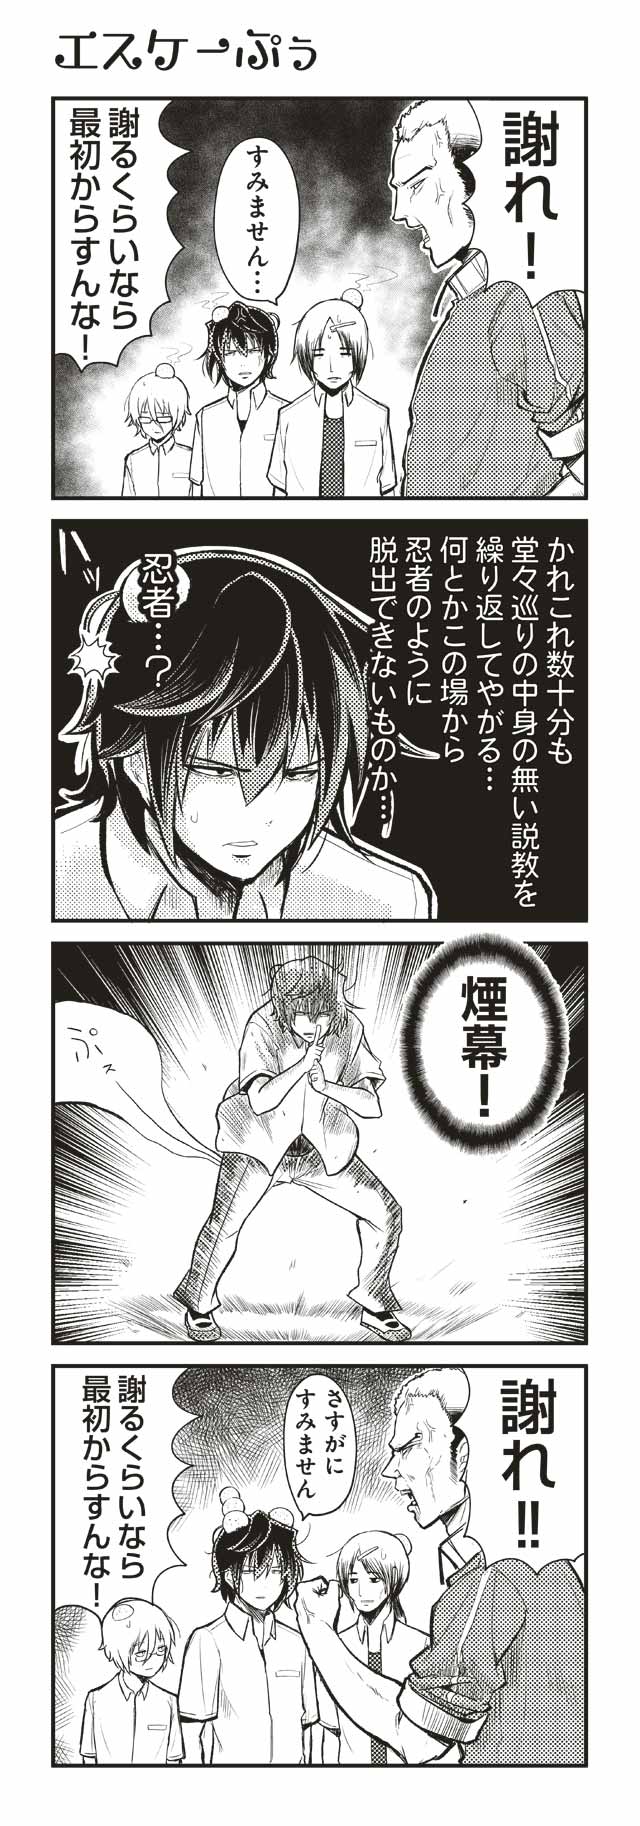 エスケーぷぅ
謝れ!
すみません…
謝るくらいなら
最初からすんな!
かれこれ数十分も
堂々巡りの中身の無い説教を
繰り返してやがる…
何とかこの場から
忍者のように
脱出できないものか…
忍者…?
ハッ
煙幕!
ぷスー
謝れ!!
さすがに
すみません
謝るくらいなら
最初からすんな!